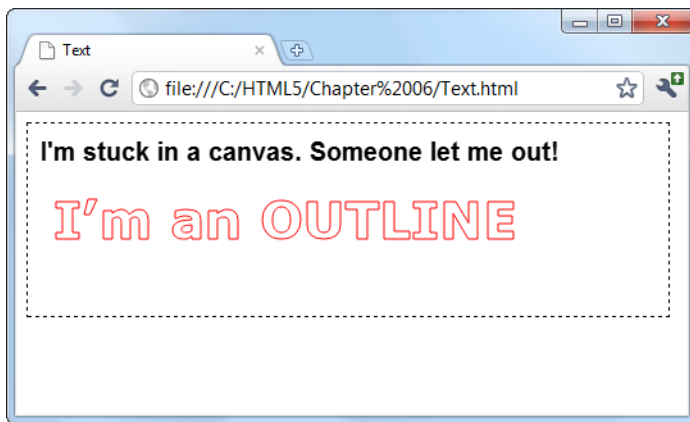 Text
file:///C:/HTML5/Chapter%2006/Text.html
I'm stuck in a canvas. Someone let me out!
I’m an OUTLINE